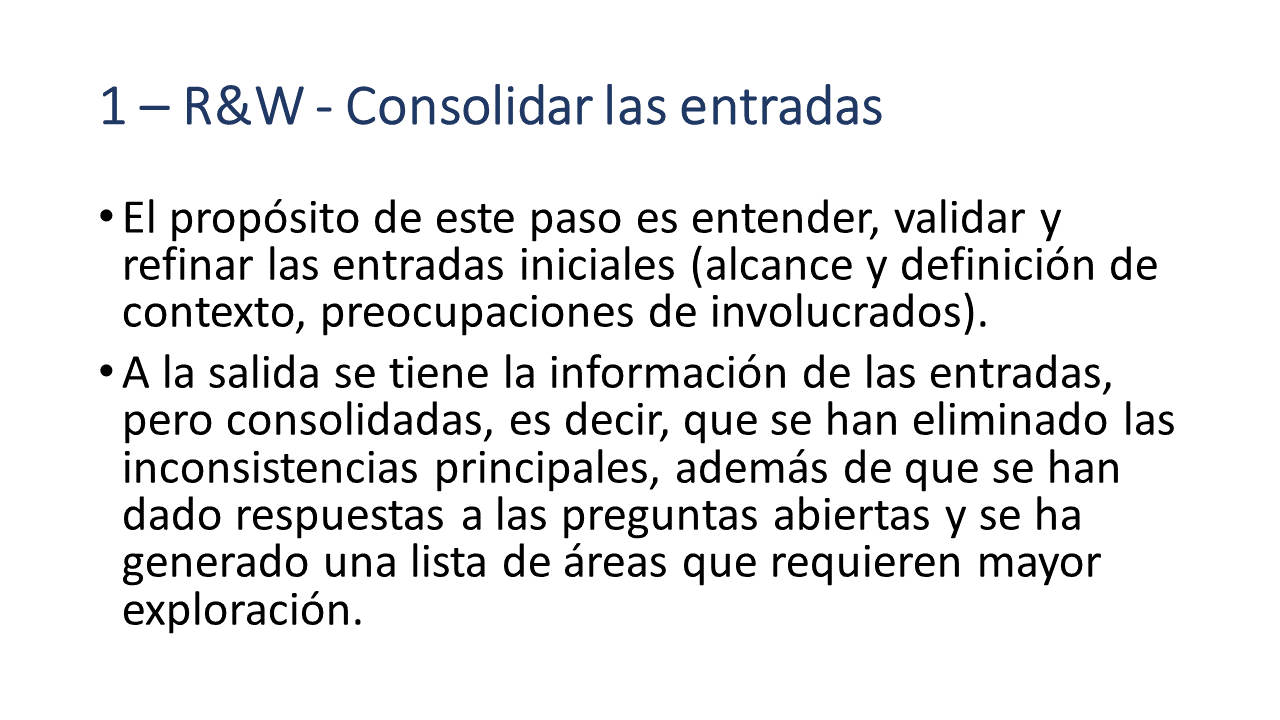 1 – R&W - Consolidar las entradas
• El propósito de este paso es entender, validar y
refinar las entradas iniciales (alcance y definición de
contexto, preocupaciones de involucrados).
• A la salida se tiene la información de las entradas,
pero consolidadas, es decir, que se han eliminado las
inconsistencias principales, además de que se han
dado respuestas a las preguntas abiertas y se ha
generado una lista de áreas que requieren mayor
exploración.